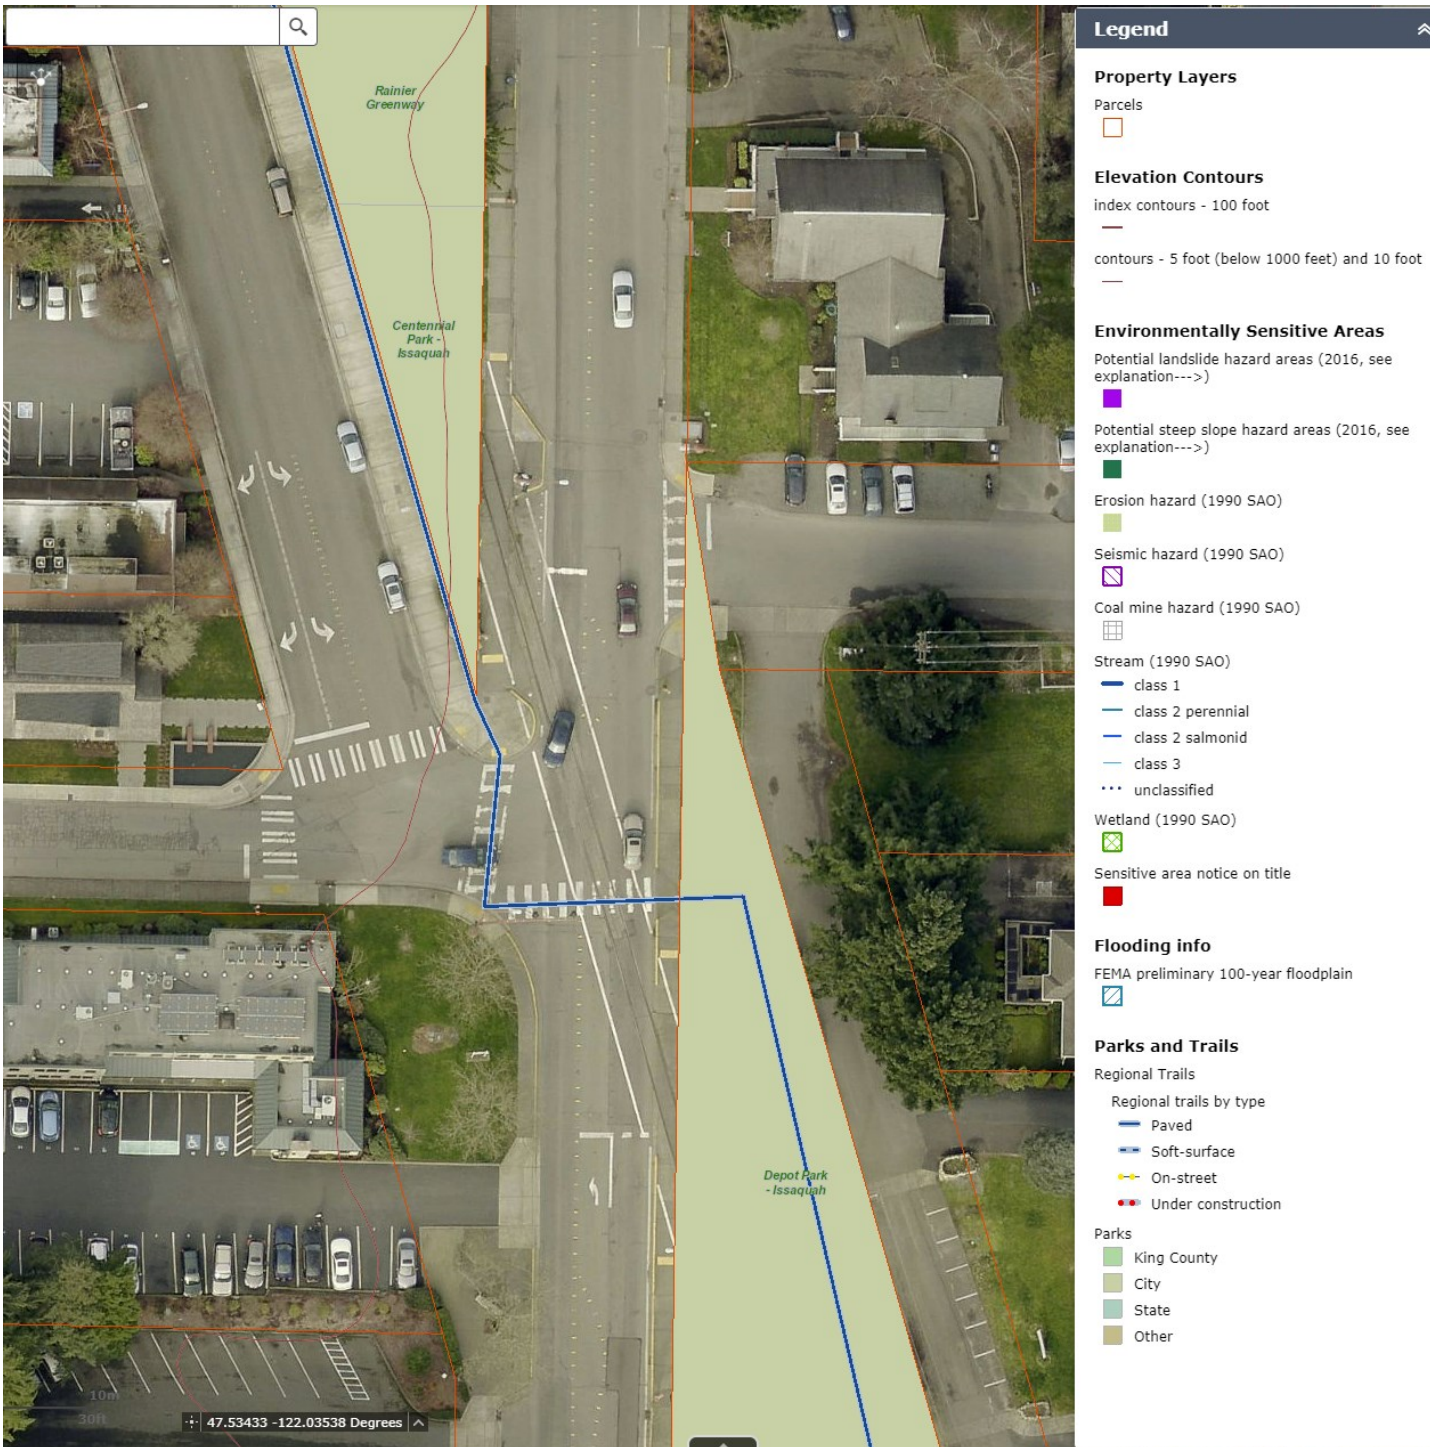 Rainier
Greenway
Centennial
Park -
Issaquah
Depot Park
- Issaquah
10m
30ft
47.53433 -122.03538 Degrees
Legend
Property Layers
Parcels
Elevation Contours
index contours - 100 foot
contours - 5 foot (below 1000 feet) and 10 foot
Environmentally Sensitive Areas
Potential landslide hazard areas (2016, see
explanation--->)
Potential steep slope hazard areas (2016, see
explanation--->)
Erosion hazard (1990 SAO)
Seismic hazard (1990 SAO)
Coal mine hazard (1990 SAO)
Stream (1990 SAO)
class 1
class 2 perennial
class 2 salmonid
class 3
unclassified
Wetland (1990 SAO)
Sensitive area notice on title
Flooding info
FEMA preliminary 100-year floodplain
Parks and Trails
Regional Trails
Regional trails by type
Paved
Soft-surface
On-street
Under construction
Parks
King County
City
State
Other